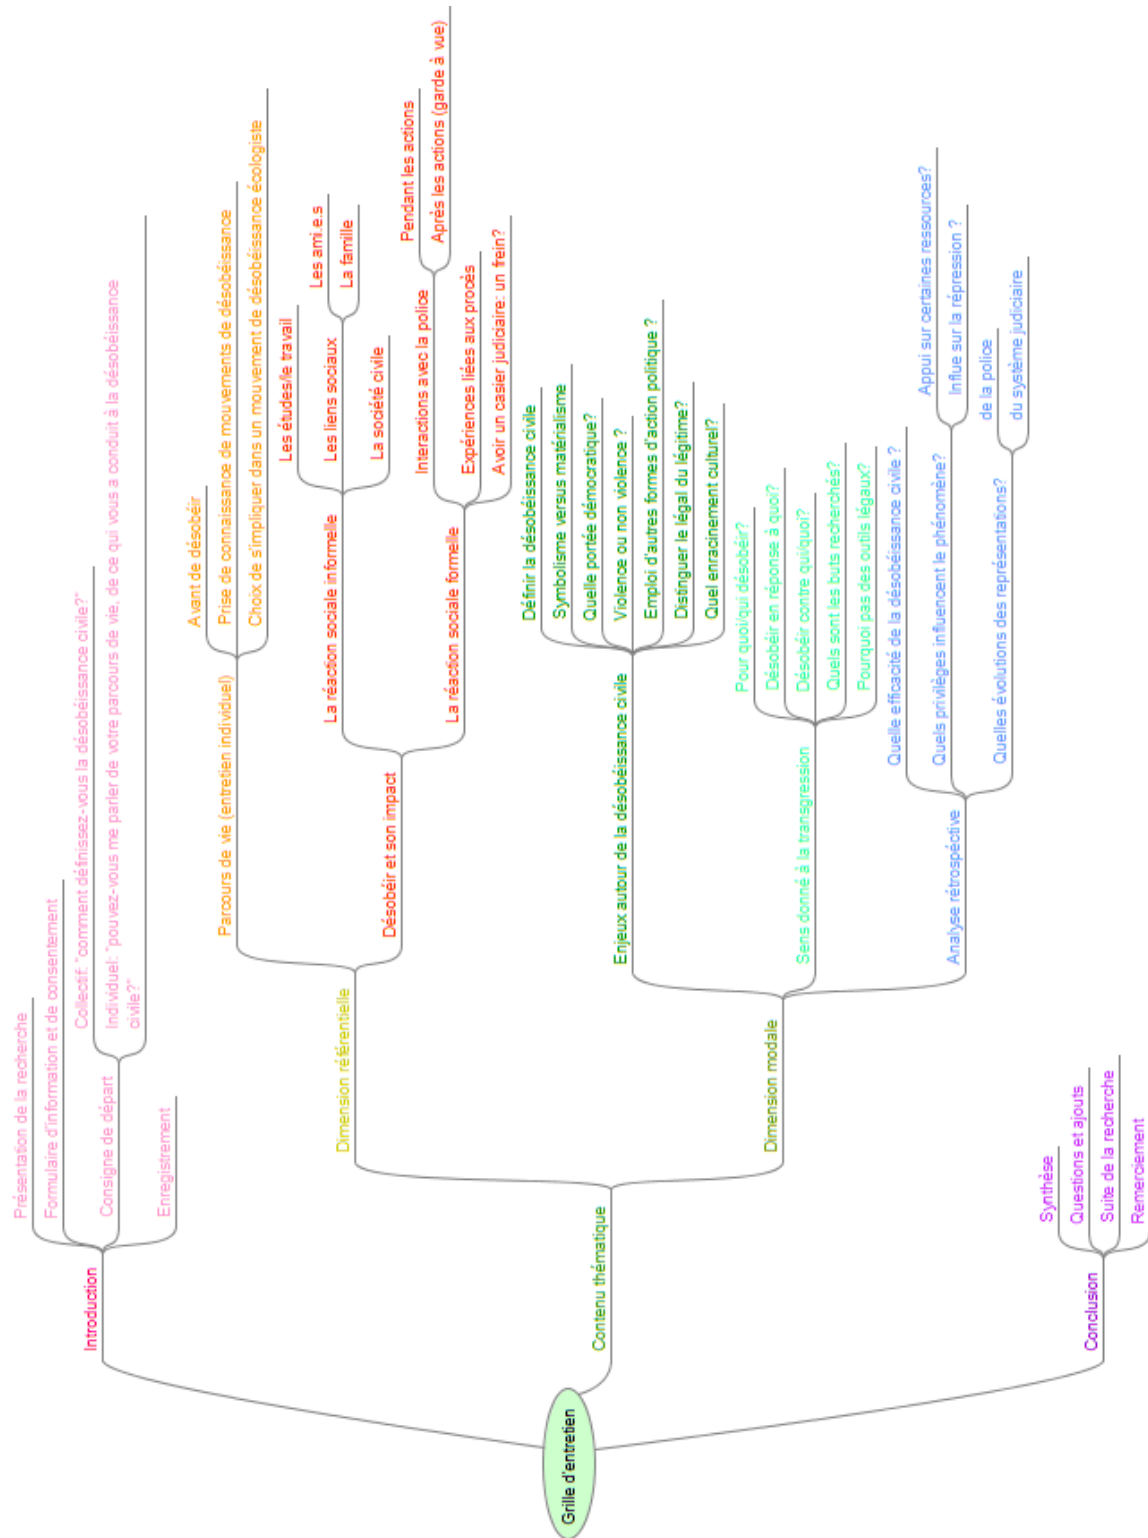 Grille d'entretien
Introduction
Présentation de la recherche
Formulaire d'information et de consentement
Consigne de départ
Collectif: "comment définissez-vous la désobéissance civile?"
Individuel: "pouvez-vous me parler de votre parcours de vie, de ce qui vous a conduit à la désobéissance
civile?"
Enregistrement
Contenu thématique
Dimension référentielle
Parcours de vie (entretien individuel)
Avant de désobéir
Prise de connaissance de mouvements de désobéissance
Choix de s'impliquer dans un mouvement de désobéissance écologiste
Désobéir et son impact
La réaction sociale informelle
Les études/le travail
Les liens sociaux
Les ami.e.s
La famille
La société civile
La réaction sociale formelle
Interactions avec la police
Pendant les actions
Après les actions (garde à vue)
Expériences liées aux procès
Avoir un casier judiciaire: un frein?
Dimension modale
Enjeux autour de la désobéissance civile
Définir la désobéissance civile
Symbolisme versus matérialisme
Quelle portée démocratique?
Violence ou non violence ?
Emploi d'autres formes d'action politique ?
Distinguer le légal du légitime?
Quel enracinement culturel?
Sens donné à la transgression
Pour quoi/qui désobéir?
Désobéir en réponse à quoi?
Désobéir contre qui/quoi?
Quels sont les buts recherchés?
Pourquoi pas des outils légaux?
Analyse rétrospéctive
Quelle efficacité de la désobéissance civile ?
Quels privilèges influencent le phénomène?
Appui sur certaines ressources?
Influe sur la répression ?
Quelles évolutions des représentations?
de la police
du système judiciaire
Conclusion
Synthèse
Questions et ajouts
Suite de la recherche
Remerciement